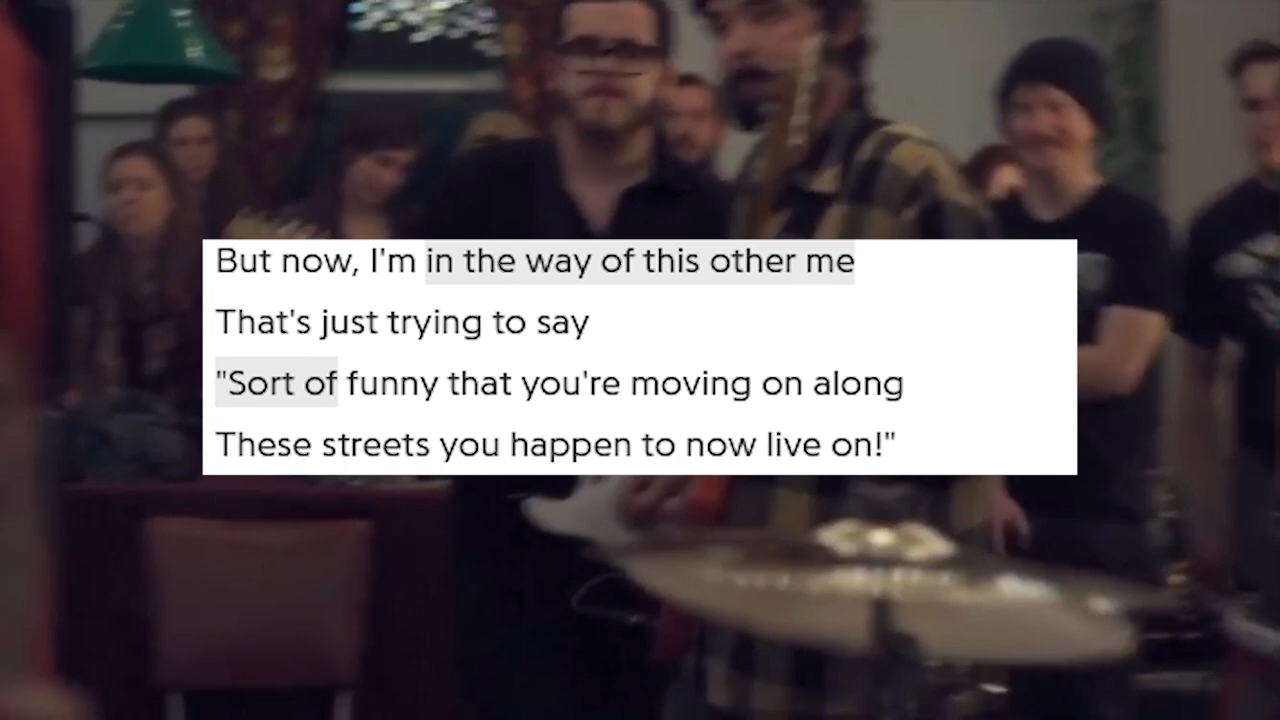 But now, I'm in the way of this other me
That's just trying to say
"Sort of funny that you're moving on along
These streets you happen to now live on!"